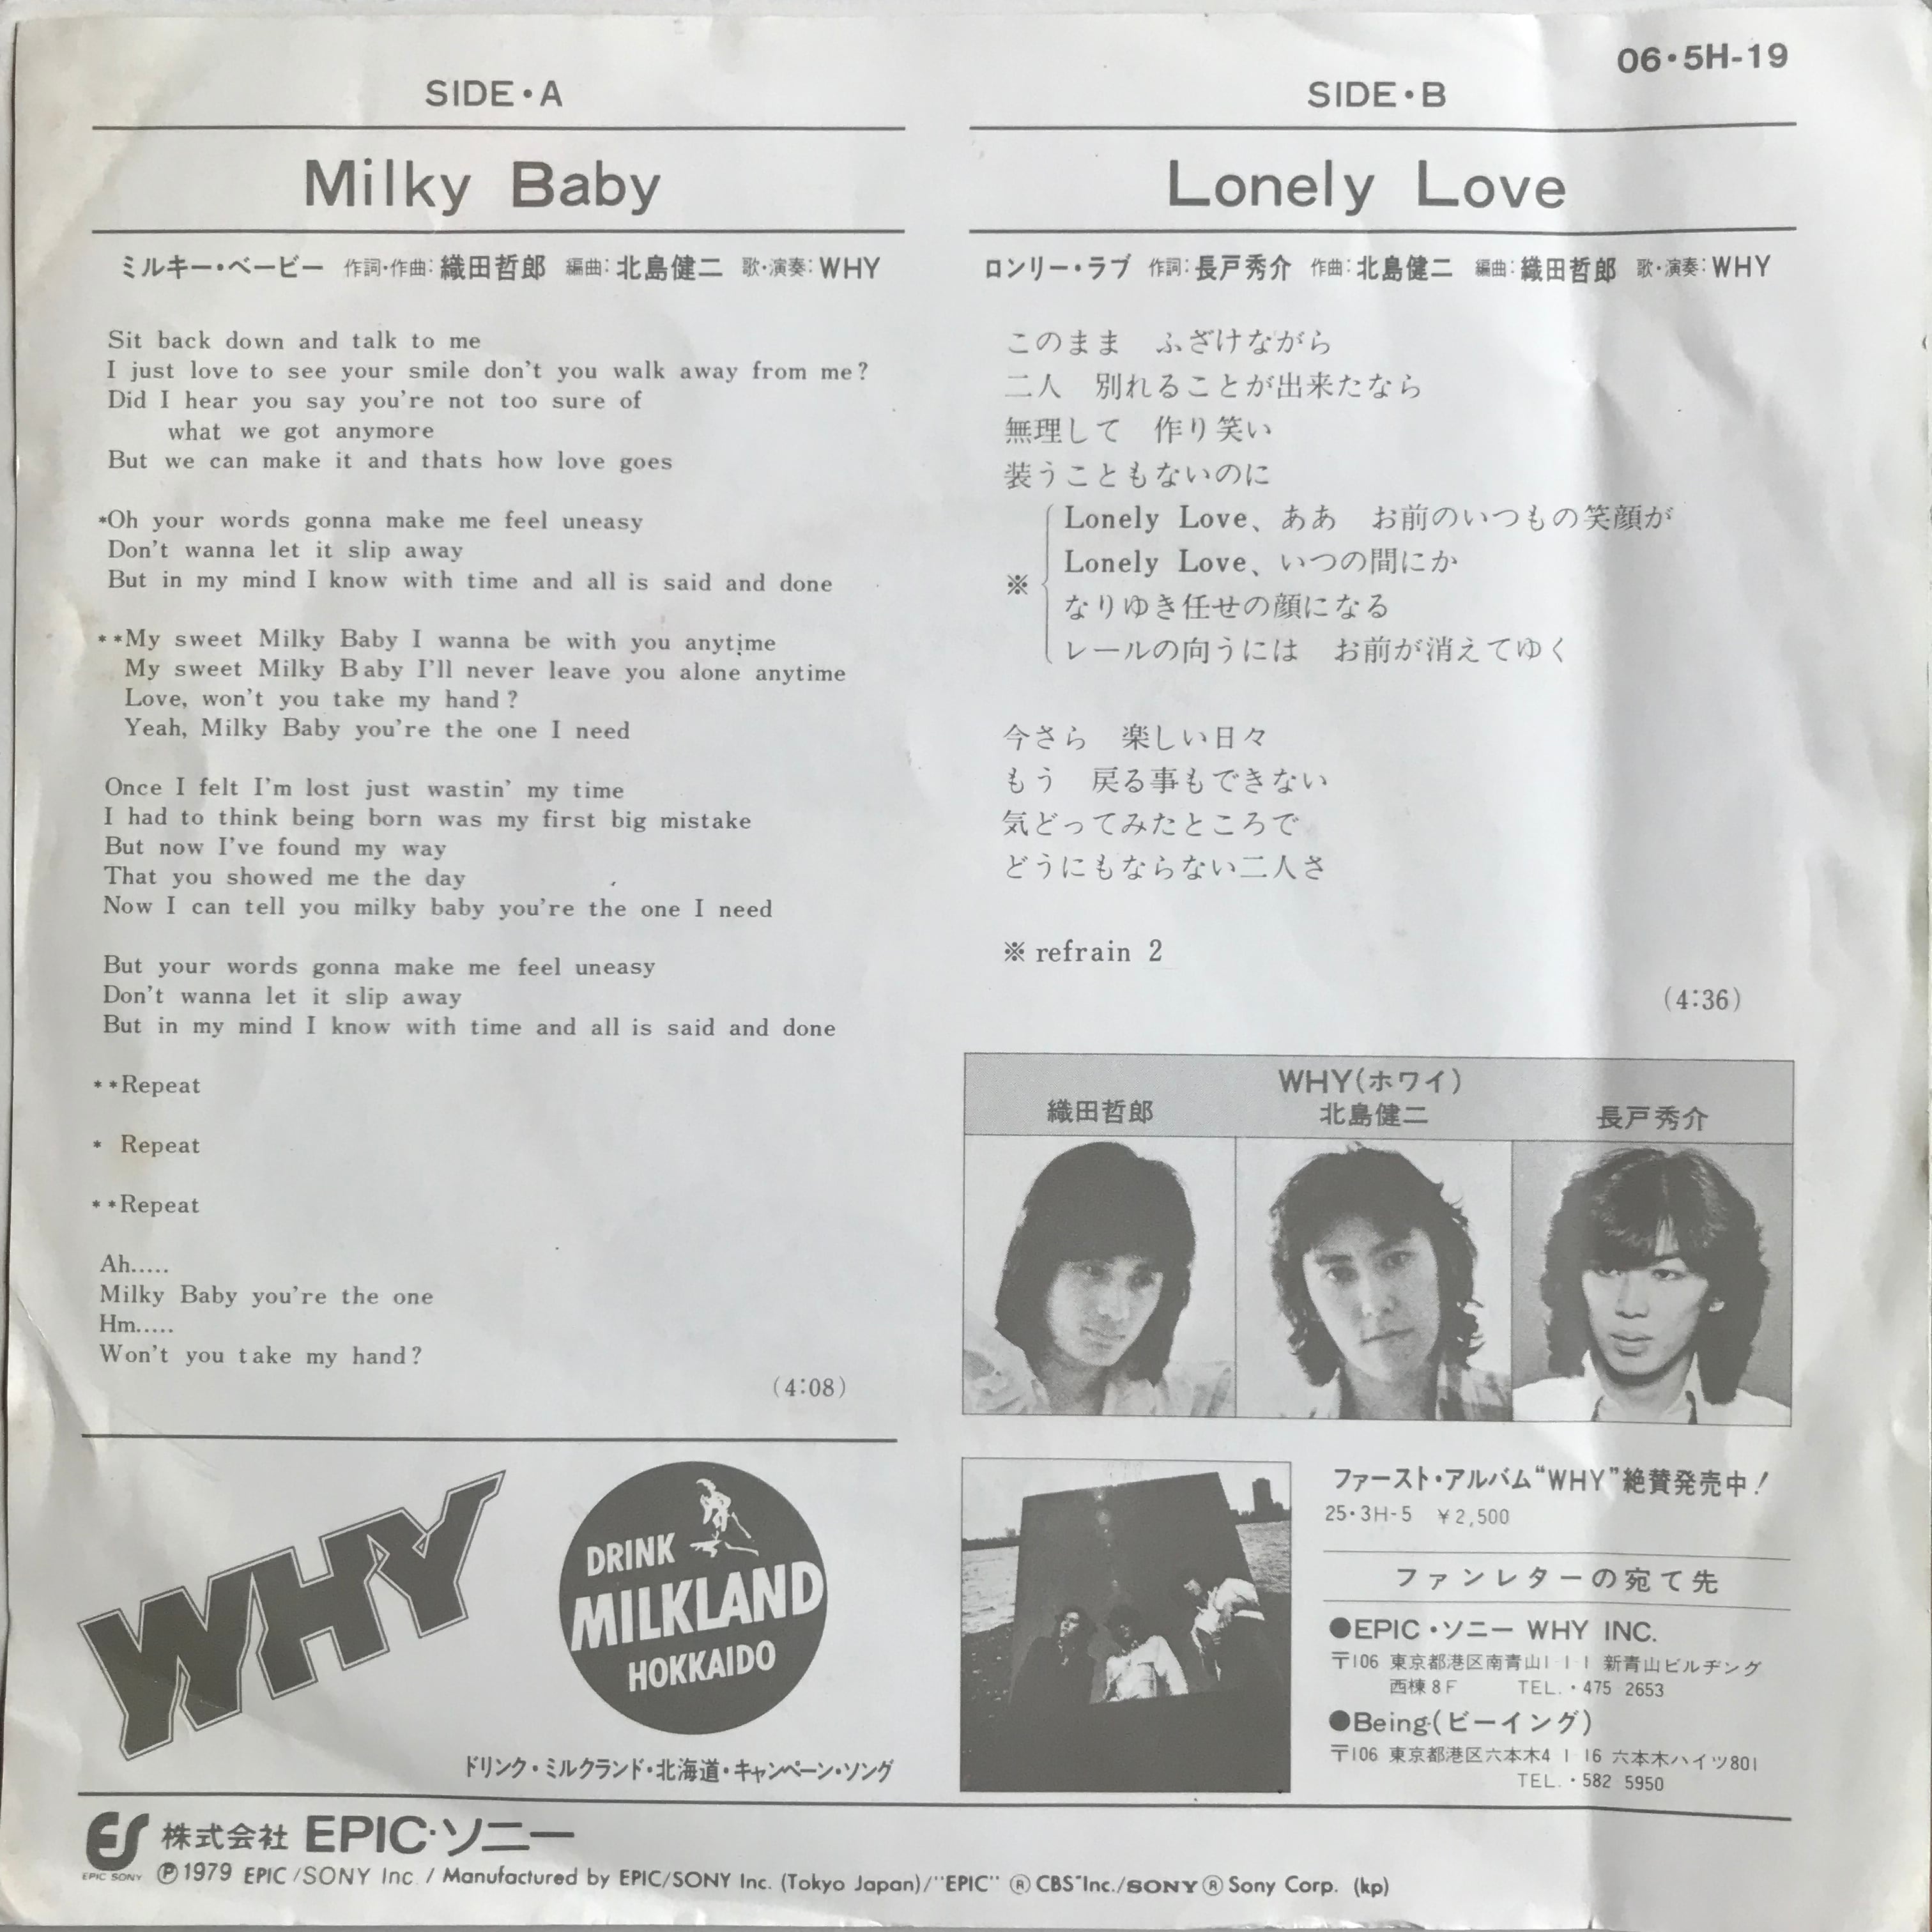 06・5H-19
SIDE・A
Milky Baby
ミルキー・ベービー 作詞・作曲：織田哲郎 編曲：北島健二 歌・演奏：WHY
Sit back down and talk to me
I just love to see your smile don't you walk away from me?
Did I hear you say you're not too sure of
what we got anymore
But we can make it and thats how love goes
*Oh your words gonna make me feel uneasy
Don't wanna let it slip away
But in my mind I know with time and all is said and done
**My sweet Milky Baby I wanna be with you anytime
My sweet Milky Baby I'll never leave you alone anytime
Love, won't you take my hand?
Yeah, Milky Baby you're the one I need
Once I felt I'm lost just wastin' my time
I had to think being born was my first big mistake
But now I've found my way
That you showed me the day
Now I can tell you milky baby you're the one I need
But your words gonna make me feel uneasy
Don't wanna let it slip away
But in my mind I know with time and all is said and done
**Repeat
* Repeat
**Repeat
Ah.....
Milky Baby you're the one
Hm.....
Won't you take my hand?
(4:08)
SIDE・B
Lonely Love
ロンリー・ラブ 作詞：長戸秀介 作曲：北島健二 編曲：織田哲郎 歌・演奏：WHY
このまま ふざけながら
二人 別れることが出来たなら
無理して 作り笑い
装うこともないのに
Lonely Love、ああ お前のいつもの笑顔が
Lonely Love、いつの間にか
※
なりゆき任せの顔になる
レールの向うには お前が消えてゆく
今さら 楽しい日々
もう 戻る事もできない
気どってみたところで
どうにもならない二人さ
※ refrain 2
(4:36)
WHY(ホワイ)
織田哲郎 北島健二 長戸秀介
WHY
DRINK
MILKLAND
HOKKAIDO
ドリンク・ミルクランド・北海道・キャンペーン・ソング
ファースト・アルバム“WHY”絶賛発売中！
25・3H-5 ￥2,500
ファンレターの宛て先
●EPIC・ソニー WHY INC.
〒106 東京都港区南青山1-1-1 新青山ビルヂング
西棟8F TEL.・475 2653
●Being(ビーイング)
〒106 東京都港区六本木4 1 16 六本木ハイツ801
TEL.・582 5950
ES
EPIC SONY
株式会社 EPIC・ソニー
Ⓟ1979 EPIC/SONY Inc. / Manufactured by EPIC/SONY Inc. (Tokyo Japan)/"EPIC" ® CBS"Inc./SONY ® Sony Corp. (kp)